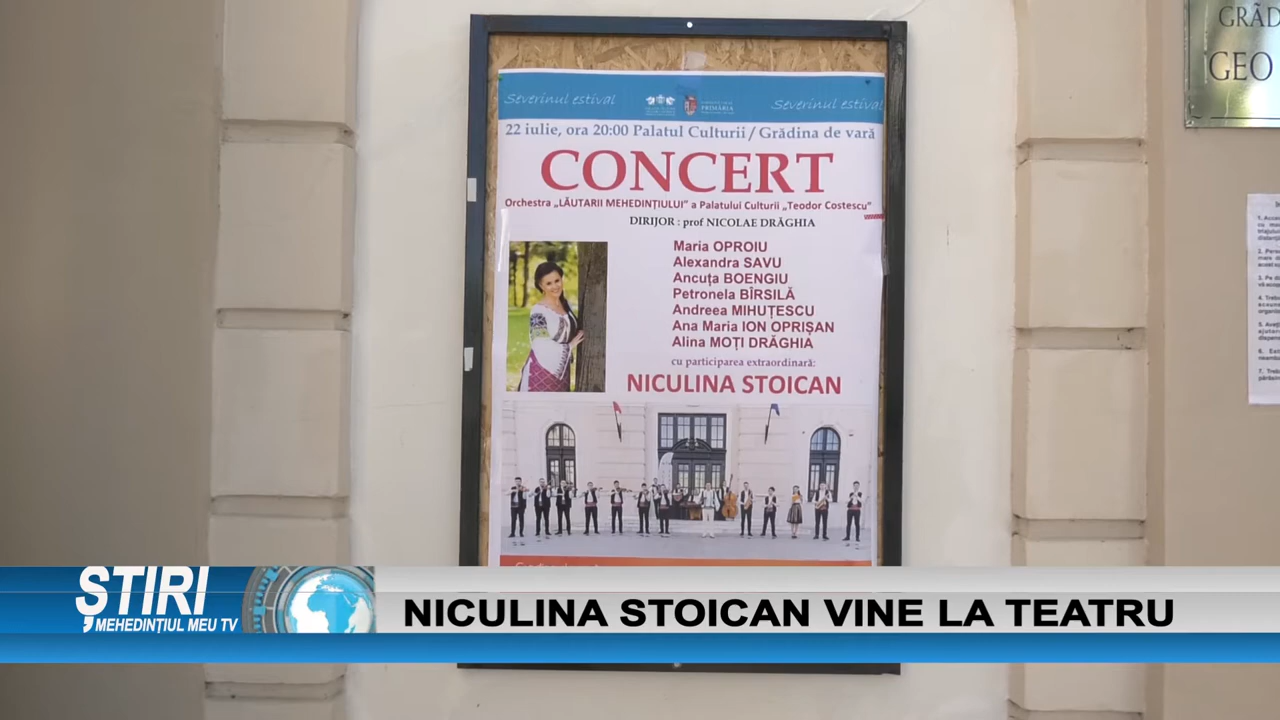 GRĂD
GEO
Severinul estival
PRIMĂRIA
Severinul estival
22 iulie, ora 20:00 Palatul Culturii / Grădina de vară
CONCERT
Orchestra „LĂUTARII MEHEDINȚIULUI” a Palatului Culturii „Teodor Costescu”
DIRIJOR : prof NICOLAE DRĂGHIA
Maria OPROIU
Alexandra SAVU
Ancuța BOENGIU
Petronela BÎRSILĂ
Andreea MIHUȚESCU
Ana Maria ION OPRIȘAN
Alina MOȚI DRĂGHIA
cu participarea extraordinară:
NICULINA STOICAN
ȘTIRI
MEHEDINȚIUL MEU TV
NICULINA STOICAN VINE LA TEATRU